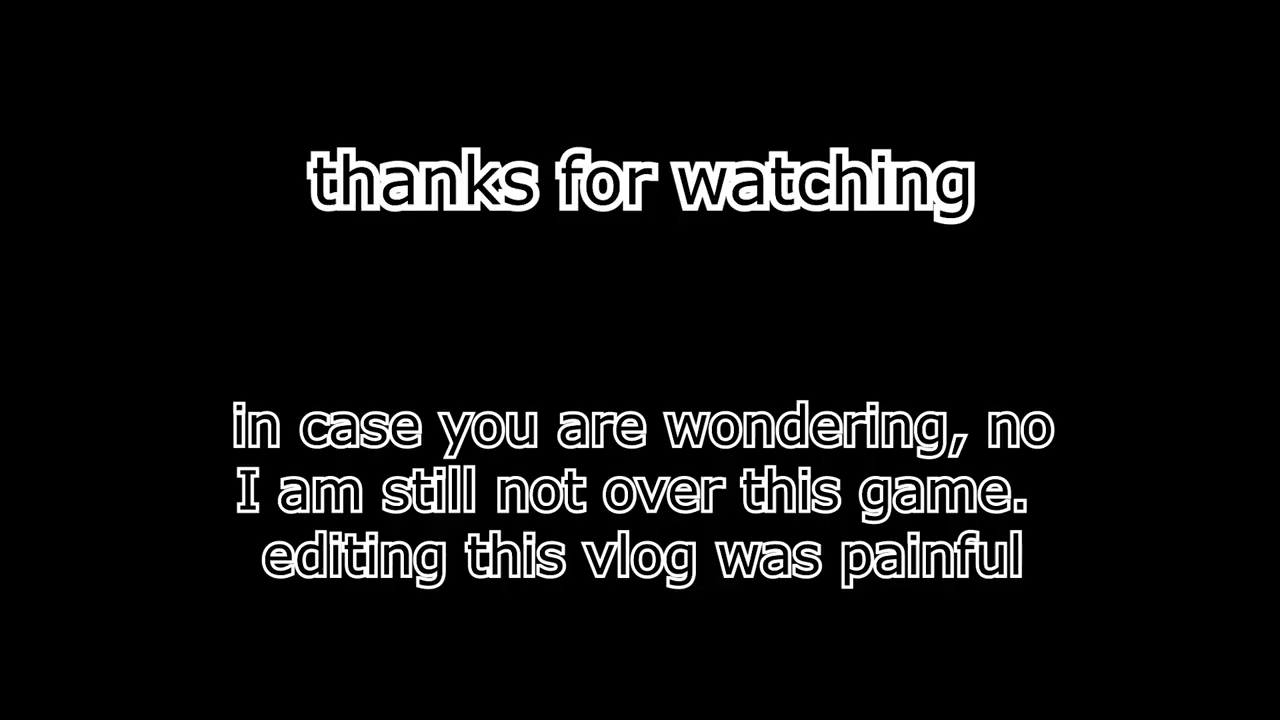 thanks for watching
in case you are wondering, no
I am still not over this game.
editing this vlog was painful